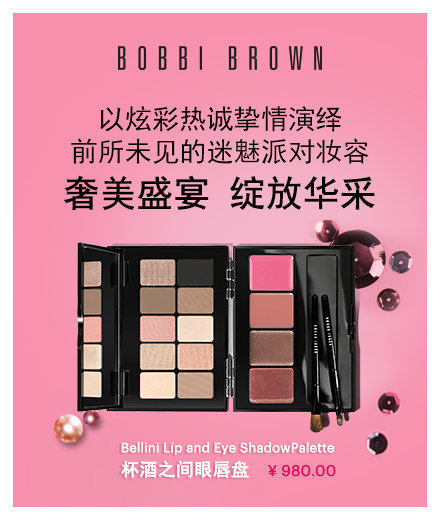 BOBBI BROWN
以炫彩热诚挚情演绎
前所未见的迷魅派对妆容
奢美盛宴 绽放华采
Bellini Lip and Eye ShadowPalette
杯酒之间眼唇盘 ¥ 980.00